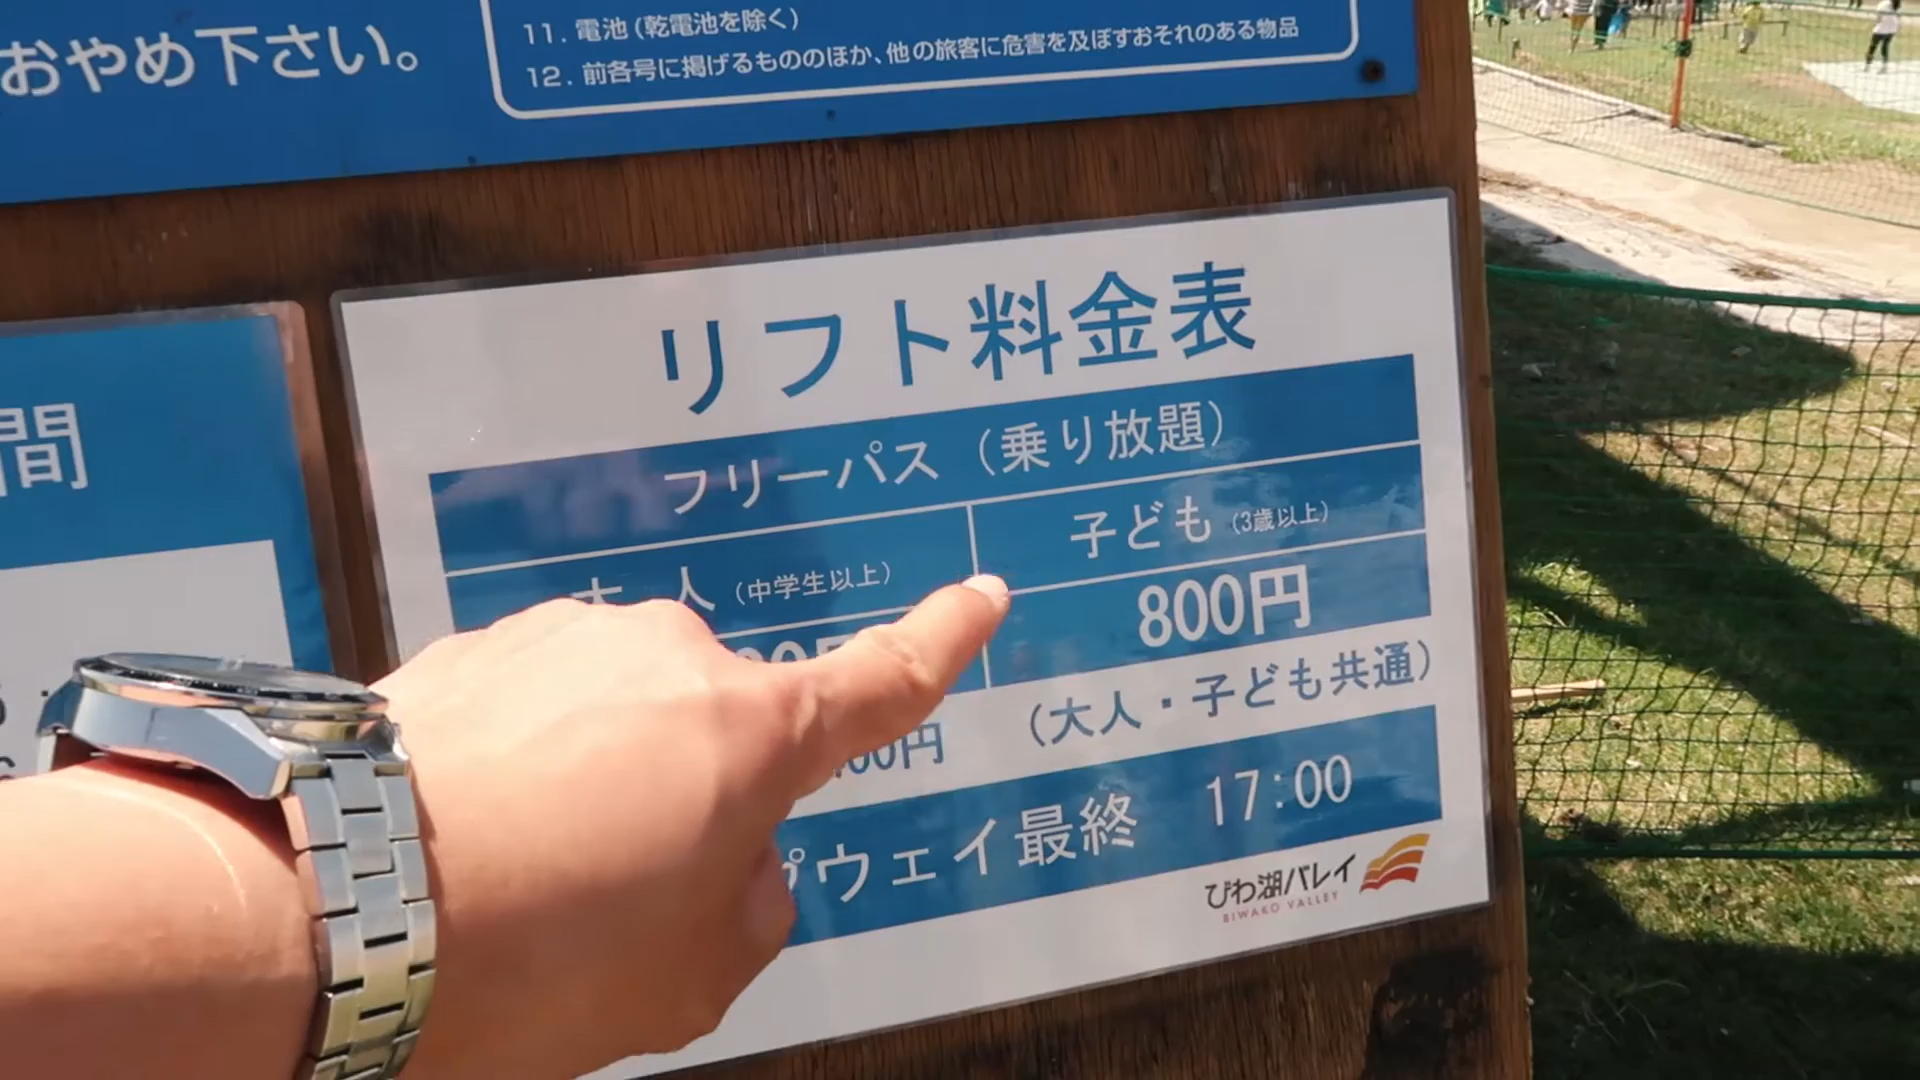 おやめ下さい。
11. 電池(乾電池を除く)
12. 前各号に掲げるもののほか、他の旅客に危害を及ぼすおそれのある物品
間
リフト料金表
フリーパス(乗り放題)
大人(中学生以上)
子ども(3歳以上)
800円
00円 (大人・子ども共通)
プウェイ最終 17:00
びわ湖バレイ
BIWAKO VALLEY